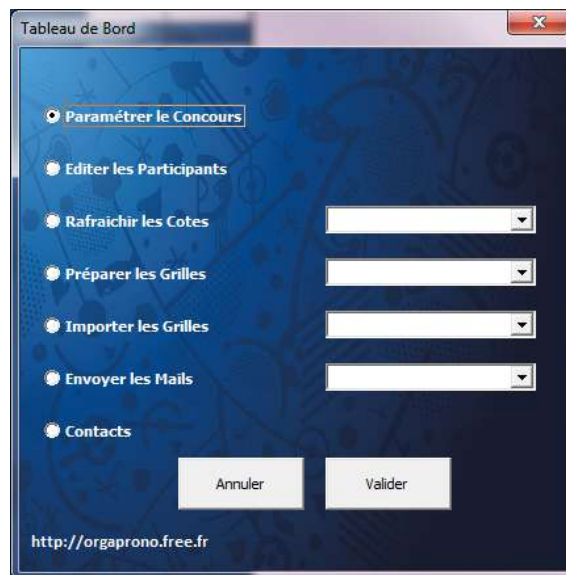 Tableau de Bord
Paramétrer le Concours
Editer les Participants
Rafraichir les Cotes
Préparer les Grilles
Importer les Grilles
Envoyer les Mails
Contacts
Annuler Valider
http://orgaprono.free.fr